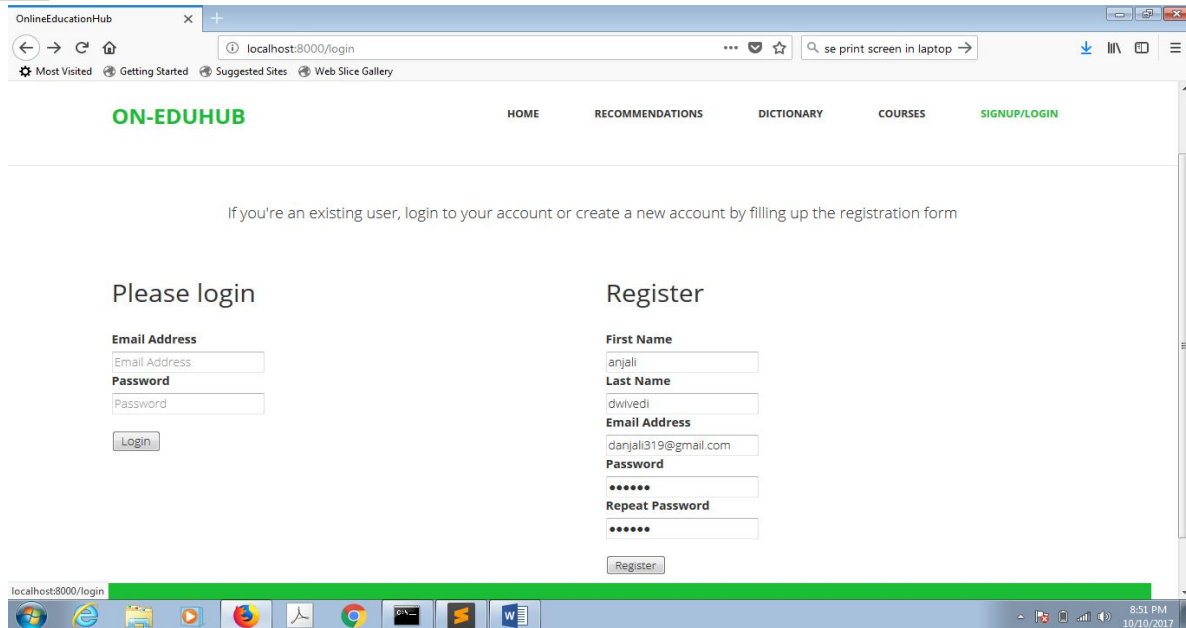 OnlineEducationHub
localhost:8000/login
se print screen in laptop
Most Visited Getting Started Suggested Sites Web Slice Gallery
ON-EDUHUB HOME RECOMMENDATIONS DICTIONARY COURSES SIGNUP/LOGIN
If you're an existing user, login to your account or create a new account by filling up the registration form
Please login
Email Address
Email Address
Password
Password
Login
Register
First Name
anjali
Last Name
dwivedi
Email Address
danjali319@gmail.com
Password
••••••
Repeat Password
••••••
Register
localhost:8000/login
C:\_
W
8:51 PM
10/10/2017